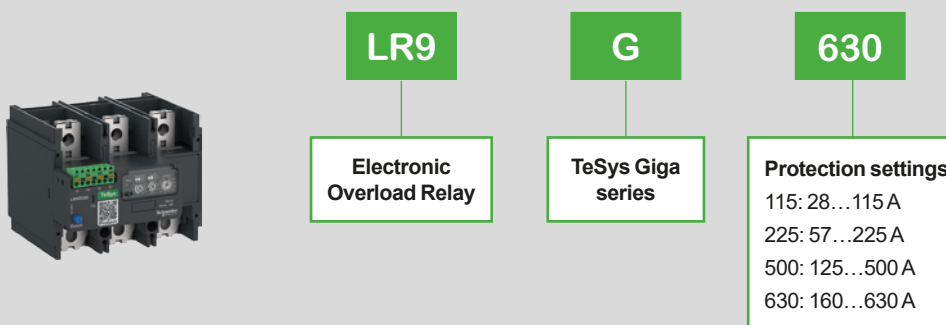 LR9
G
630
Electronic
Overload Relay
TeSys Giga
series
Protection settings
115: 28…115 A
225: 57…225 A
500: 125…500 A
630: 160…630 A
TeSys